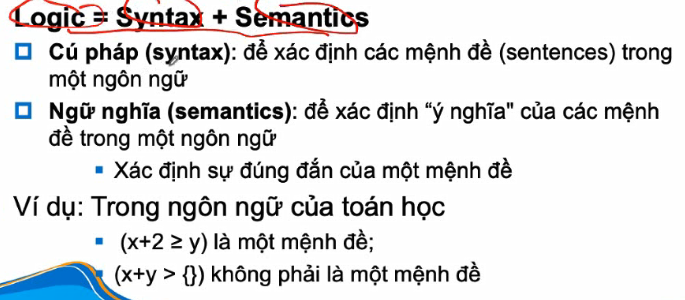 Logic = Syntax + Semantics
Cú pháp (syntax): để xác định các mệnh đề (sentences) trong
một ngôn ngữ
Ngữ nghĩa (semantics): để xác định “ý nghĩa" của các mệnh
đề trong một ngôn ngữ
Xác định sự đúng đắn của một mệnh đề
Ví dụ: Trong ngôn ngữ của toán học
(x+2 ≥ y) là một mệnh đề;
(x+y > {}) không phải là một mệnh đề